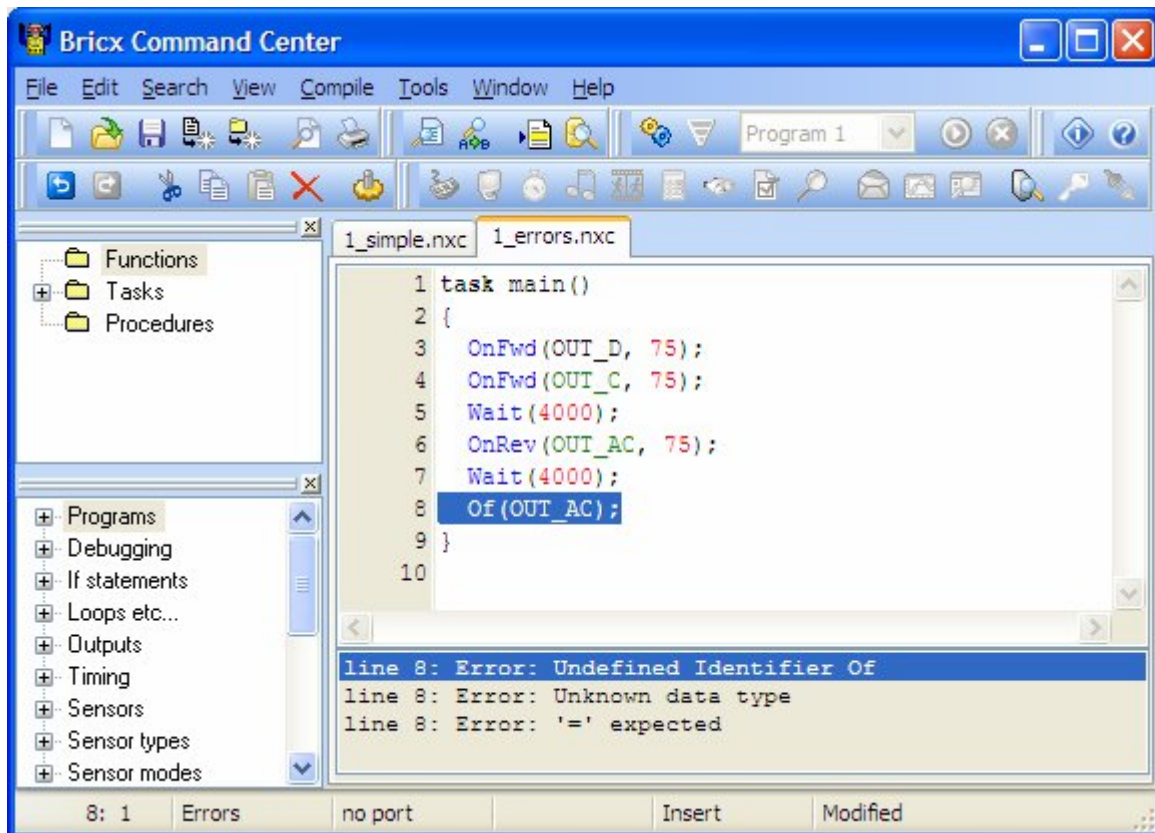 Bricx Command Center
File Edit Search View Compile Tools Window Help
Program 1
Functions
Tasks
Procedures
Programs
Debugging
If statements
Loops etc...
Outputs
Timing
Sensors
Sensor types
Sensor modes
1_simple.nxc 1_errors.nxc
1 task main()
2 {
3 OnFwd(OUT_D, 75);
4 OnFwd(OUT_C, 75);
5 Wait(4000);
6 OnRev(OUT_AC, 75);
7 Wait(4000);
8 Of(OUT_AC);
9 }
10
line 8: Error: Undefined Identifier Of
line 8: Error: Unknown data type
line 8: Error: '=' expected
8: 1 Errors no port Insert Modified